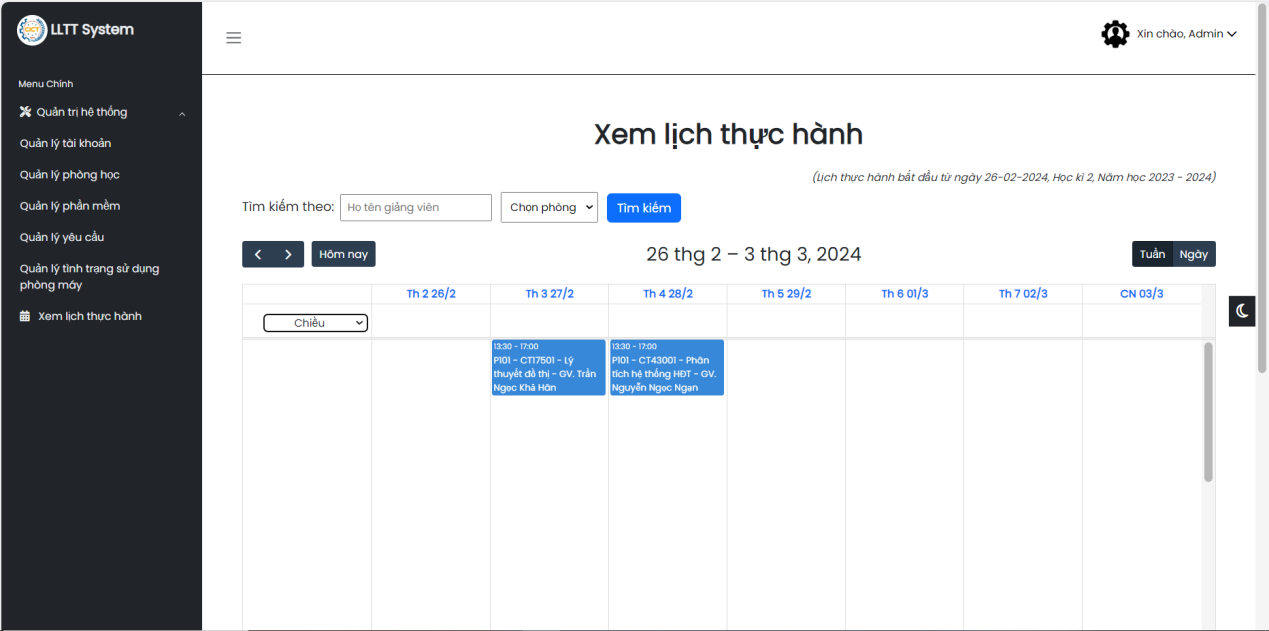 LLTT System
Xin chào, Admin
Menu Chính
Quản trị hệ thống
Quản lý tài khoản
Quản lý phòng học
Quản lý phần mềm
Quản lý yêu cầu
Quản lý tình trạng sử dụng
phòng máy
Xem lịch thực hành
Xem lịch thực hành
(Lịch thực hành bắt đầu từ ngày 26-02-2024, Học kì 2, Năm học 2023 - 2024)
Tìm kiếm theo: Họ tên giảng viên Chọn phòng Tìm kiếm
Hôm nay 26 thg 2 – 3 thg 3, 2024 Tuần Ngày
Th 2 26/2 Th 3 27/2 Th 4 28/2 Th 5 29/2 Th 6 01/3 Th 7 02/3 CN 03/3
Chiều
13:30 - 17:00
P101 - CT17501 - Lý
thuyết đồ thị - GV. Trần
Ngọc Khả Hân
13:30 - 17:00
P101 - CT43001 - Phân
tích hệ thống HĐT - GV.
Nguyễn Ngọc Ngạn